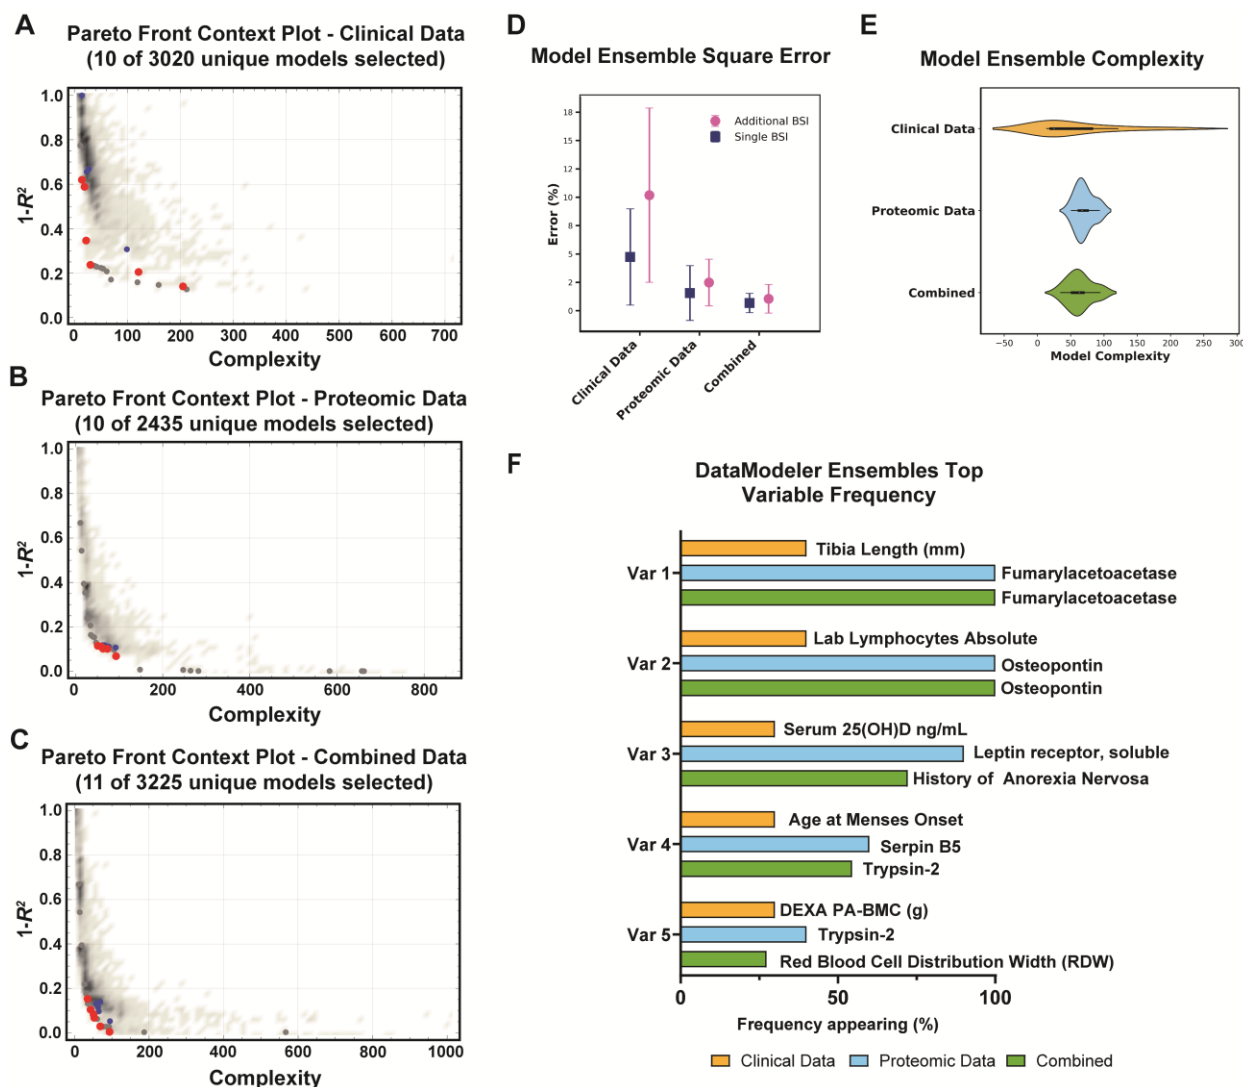 A
Pareto Front Context Plot - Clinical Data
(10 of 3020 unique models selected)
1-R²
1.0
0.8
0.6
0.4
0.2
0.0
0 100 200 300 400 500 600 700
Complexity
B
Pareto Front Context Plot - Proteomic Data
(10 of 2435 unique models selected)
1-R²
1.0
0.8
0.6
0.4
0.2
0.0
0 200 400 600 800
Complexity
C
Pareto Front Context Plot - Combined Data
(11 of 3225 unique models selected)
1-R²
1.0
0.8
0.6
0.4
0.2
0.0
0 200 400 600 800 1000
Complexity
D
Model Ensemble Square Error
Error (%)
18
15
12
10
8
5
2
0
Additional BSI
Single BSI
Clinical Data
Proteomic Data
Combined
E
Model Ensemble Complexity
Clinical Data
Proteomic Data
Combined
−50 0 50 100 150 200 250 300
Model Complexity
F
DataModeler Ensembles Top
Variable Frequency
Tibia Length (mm)
Var 1
Fumarylacetoacetase
Fumarylacetoacetase
Lab Lymphocytes Absolute
Var 2
Osteopontin
Osteopontin
Serum 25(OH)D ng/mL
Var 3
Leptin receptor, soluble
History of Anorexia Nervosa
Age at Menses Onset
Var 4
Serpin B5
Trypsin-2
DEXA PA-BMC (g)
Var 5
Trypsin-2
Red Blood Cell Distribution Width (RDW)
0 50 100
Frequency appearing (%)
Clinical Data Proteomic Data Combined